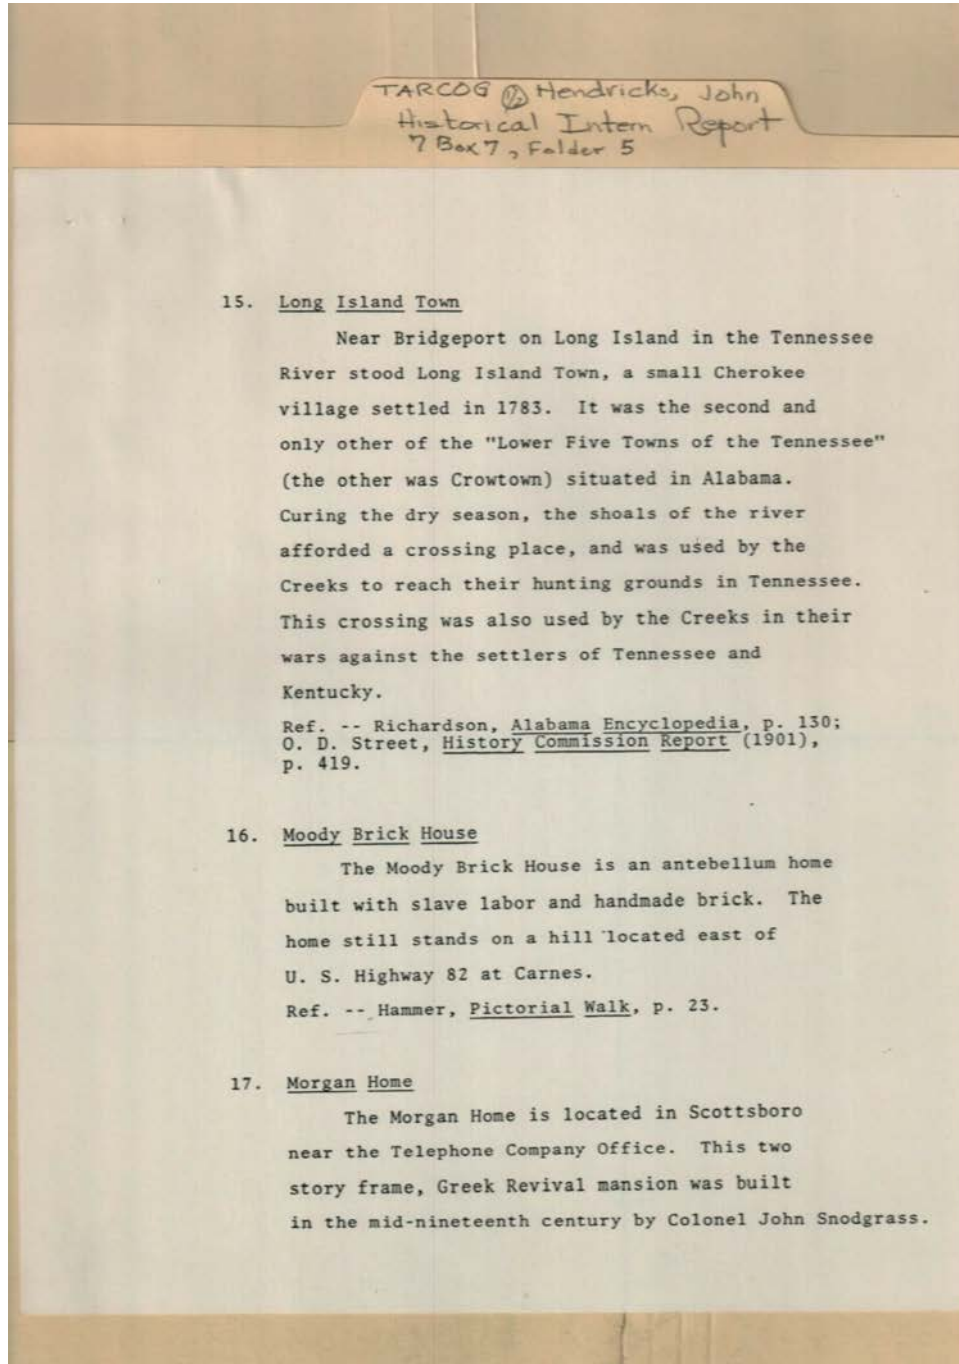 TARCOG 1/2 Hendricks, John
Historical Intern Report
7 Box 7, Folder 5
15. Long Island Town
Near Bridgeport on Long Island in the Tennessee
River stood Long Island Town, a small Cherokee
village settled in 1783. It was the second and
only other of the "Lower Five Towns of the Tennessee"
(the other was Crowtown) situated in Alabama.
Curing the dry season, the shoals of the river
afforded a crossing place, and was used by the
Creeks to reach their hunting grounds in Tennessee.
This crossing was also used by the Creeks in their
wars against the settlers of Tennessee and
Kentucky.
Ref. -- Richardson, Alabama Encyclopedia, p. 130;
O. D. Street, History Commission Report (1901),
p. 419.
16. Moody Brick House
The Moody Brick House is an antebellum home
built with slave labor and handmade brick. The
home still stands on a hill located east of
U. S. Highway 82 at Carnes.
Ref. -- Hammer, Pictorial Walk, p. 23.
17. Morgan Home
The Morgan Home is located in Scottsboro
near the Telephone Company Office. This two
story frame, Greek Revival mansion was built
in the mid-nineteenth century by Colonel John Snodgrass.